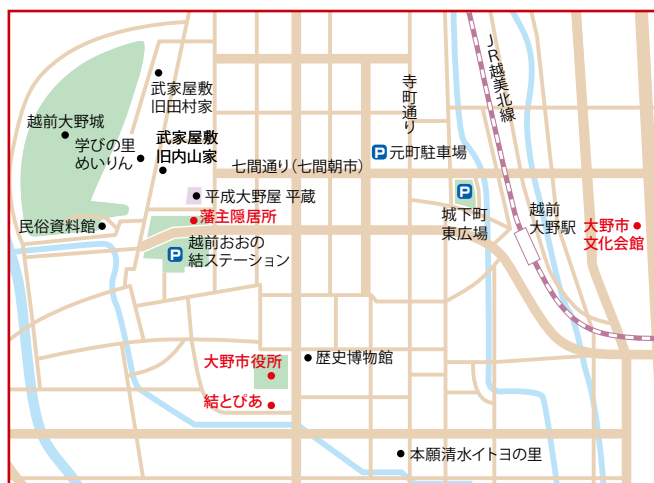 武家屋敷
旧田村家
越前大野城
学びの里
めいりん
武家屋敷
旧内山家
七間通り(七間朝市)
寺町通り
JR越美北線
P元町駐車場
平成大野屋 平蔵
藩主隠居所
民俗資料館
越前おおの
結ステーション
P
P
城下町
東広場
越前
大野駅
大野市
文化会館
大野市役所
歴史博物館
結とぴあ
本願清水イトヨの里